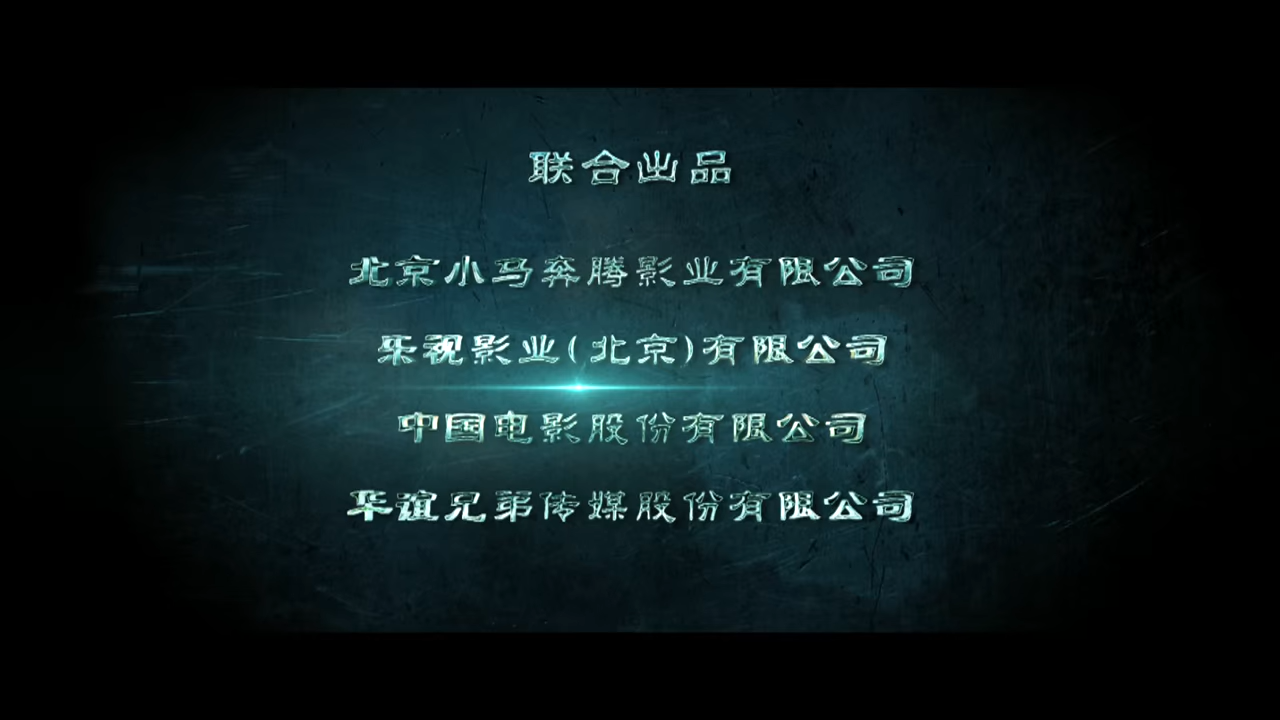 联合出品
北京小马奔腾影业有限公司
乐视影业(北京)有限公司
中国电影股份有限公司
华谊兄弟传媒股份有限公司